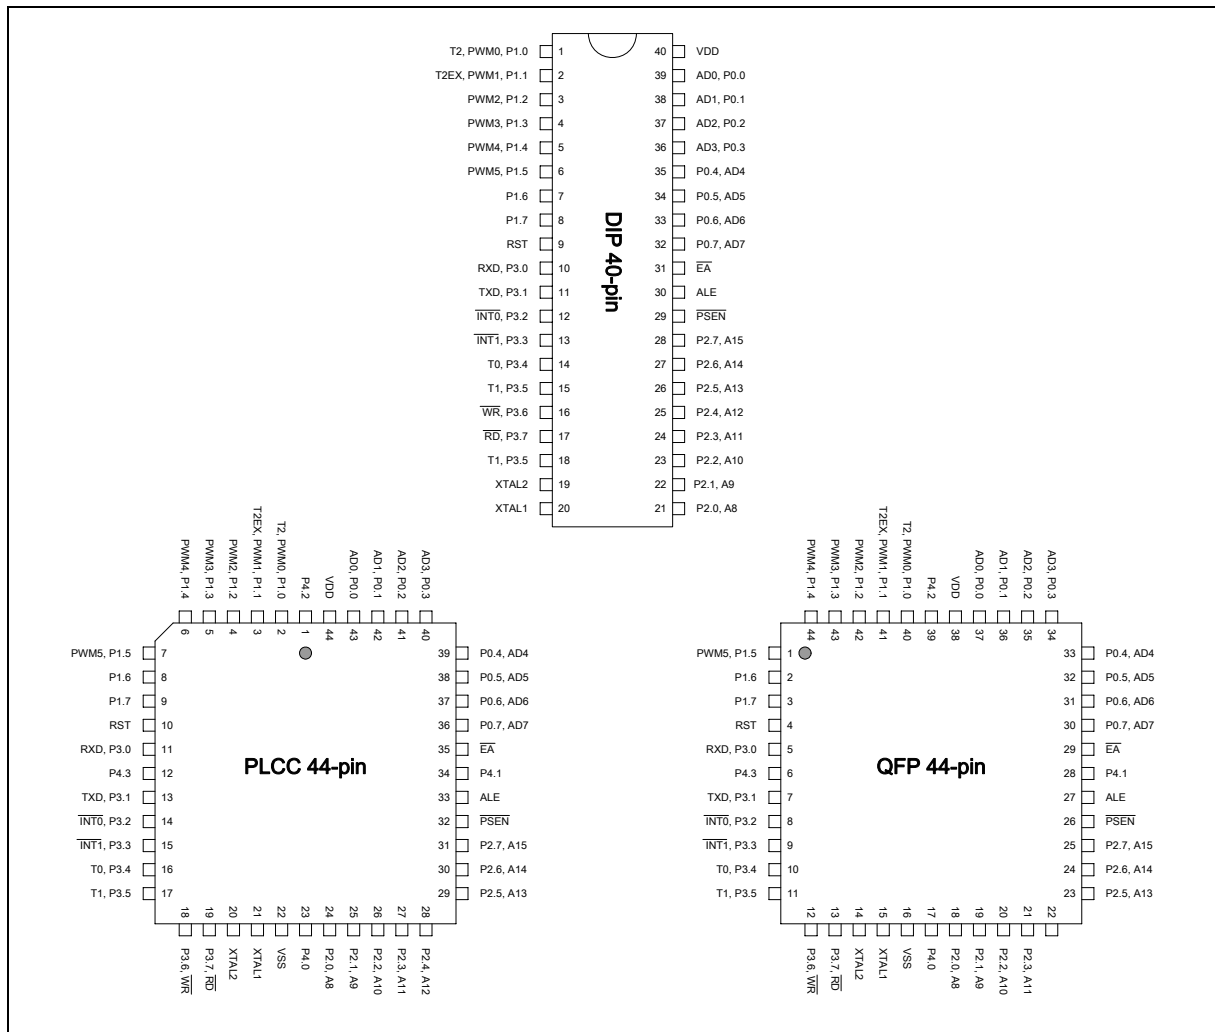 T2, PWM0, P1.0 1 40 VDD
T2EX, PWM1, P1.1 2 39 AD0, P0.0
PWM2, P1.2 3 38 AD1, P0.1
PWM3, P1.3 4 37 AD2, P0.2
PWM4, P1.4 5 36 AD3, P0.3
PWM5, P1.5 6 35 P0.4, AD4
P1.6 7 34 P0.5, AD5
P1.7 8 33 P0.6, AD6
RST 9 32 P0.7, AD7
RXD, P3.0 10 31 EA
TXD, P3.1 11 30 ALE
INT0, P3.2 12 29 PSEN
INT1, P3.3 13 28 P2.7, A15
T0, P3.4 14 27 P2.6, A14
T1, P3.5 15 26 P2.5, A13
WR, P3.6 16 25 P2.4, A12
RD, P3.7 17 24 P2.3, A11
T1, P3.5 18 23 P2.2, A10
XTAL2 19 22 P2.1, A9
XTAL1 20 21 P2.0, A8
DIP 40-pin
PWM4, P1.4
PWM3, P1.3
PWM2, P1.2
T2EX, PWM1, P1.1
T2, PWM0, P1.0
P4.2
VDD
AD0, P0.0
AD1, P0.1
AD2, P0.2
AD3, P0.3
6 5 4 3 2 1 44 43 42 41 40
PWM5, P1.5 7 39 P0.4, AD4
P1.6 8 38 P0.5, AD5
P1.7 9 37 P0.6, AD6
RST 10 36 P0.7, AD7
RXD, P3.0 11 35 EA
P4.3 12 34 P4.1
TXD, P3.1 13 33 ALE
INT0, P3.2 14 32 PSEN
INT1, P3.3 15 31 P2.7, A15
T0, P3.4 16 30 P2.6, A14
T1, P3.5 17 29 P2.5, A13
PLCC 44-pin
18 19 20 21 22 23 24 25 26 27 28
P3.6, WR
P3.7, RD
XTAL2
XTAL1
VSS
P4.0
P2.0, A8
P2.1, A9
P2.2, A10
P2.3, A11
P2.4, A12
PWM4, P1.4
PWM3, P1.3
PWM2, P1.2
T2EX, PWM1, P1.1
T2, PWM0, P1.0
P4.2
VDD
AD0, P0.0
AD1, P0.1
AD2, P0.2
AD3, P0.3
44 43 42 41 40 39 38 37 36 35 34
PWM5, P1.5 1 33 P0.4, AD4
P1.6 2 32 P0.5, AD5
P1.7 3 31 P0.6, AD6
RST 4 30 P0.7, AD7
RXD, P3.0 5 29 EA
P4.3 6 28 P4.1
TXD, P3.1 7 27 ALE
INT0, P3.2 8 26 PSEN
INT1, P3.3 9 25 P2.7, A15
T0, P3.4 10 24 P2.6, A14
T1, P3.5 11 23 P2.5, A13
QFP 44-pin
12 13 14 15 16 17 18 19 20 21 22
P3.6, WR
P3.7, RD
XTAL2
XTAL1
VSS
P4.0
P2.0, A8
P2.1, A9
P2.2, A10
P2.3, A11